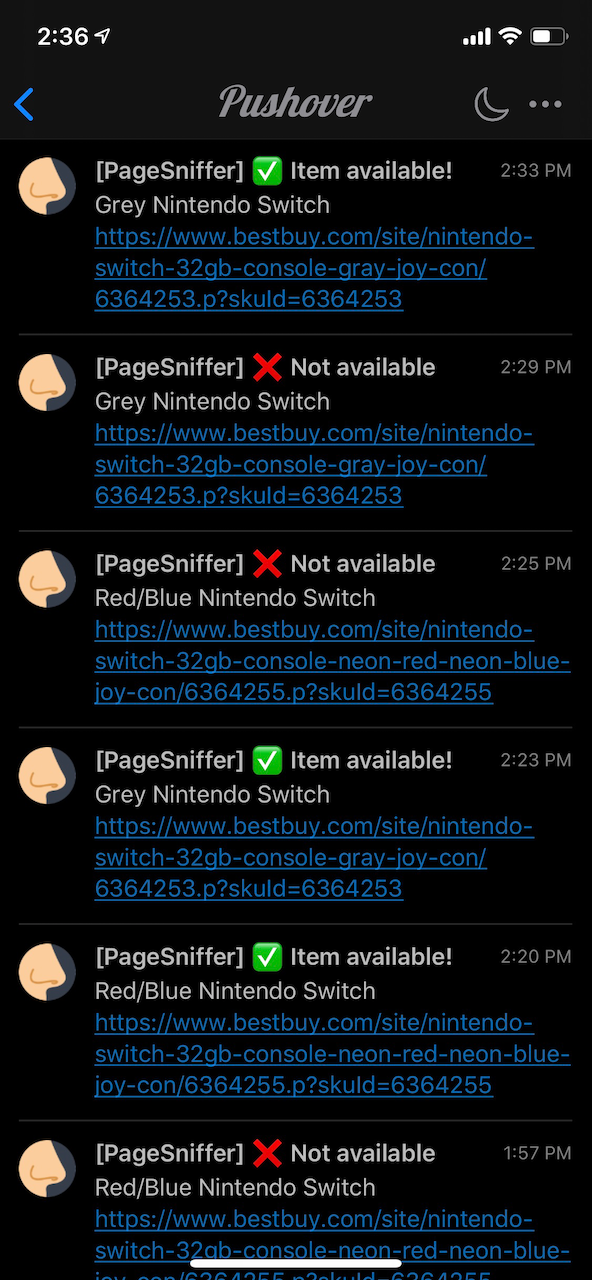 2:36
Pushover
[PageSniffer] ✅ Item available! 2:33 PM
Grey Nintendo Switch
https://www.bestbuy.com/site/nintendo-
switch-32gb-console-gray-joy-con/
6364253.p?skuId=6364253
[PageSniffer] ❌ Not available 2:29 PM
Grey Nintendo Switch
https://www.bestbuy.com/site/nintendo-
switch-32gb-console-gray-joy-con/
6364253.p?skuId=6364253
[PageSniffer] ❌ Not available 2:25 PM
Red/Blue Nintendo Switch
https://www.bestbuy.com/site/nintendo-
switch-32gb-console-neon-red-neon-blue-
joy-con/6364255.p?skuId=6364255
[PageSniffer] ✅ Item available! 2:23 PM
Grey Nintendo Switch
https://www.bestbuy.com/site/nintendo-
switch-32gb-console-gray-joy-con/
6364253.p?skuId=6364253
[PageSniffer] ✅ Item available! 2:20 PM
Red/Blue Nintendo Switch
https://www.bestbuy.com/site/nintendo-
switch-32gb-console-neon-red-neon-blue-
joy-con/6364255.p?skuId=6364255
[PageSniffer] ❌ Not available 1:57 PM
Red/Blue Nintendo Switch
https://www.bestbuy.com/site/nintendo-
switch-32gb-console-neon-red-neon-blue-